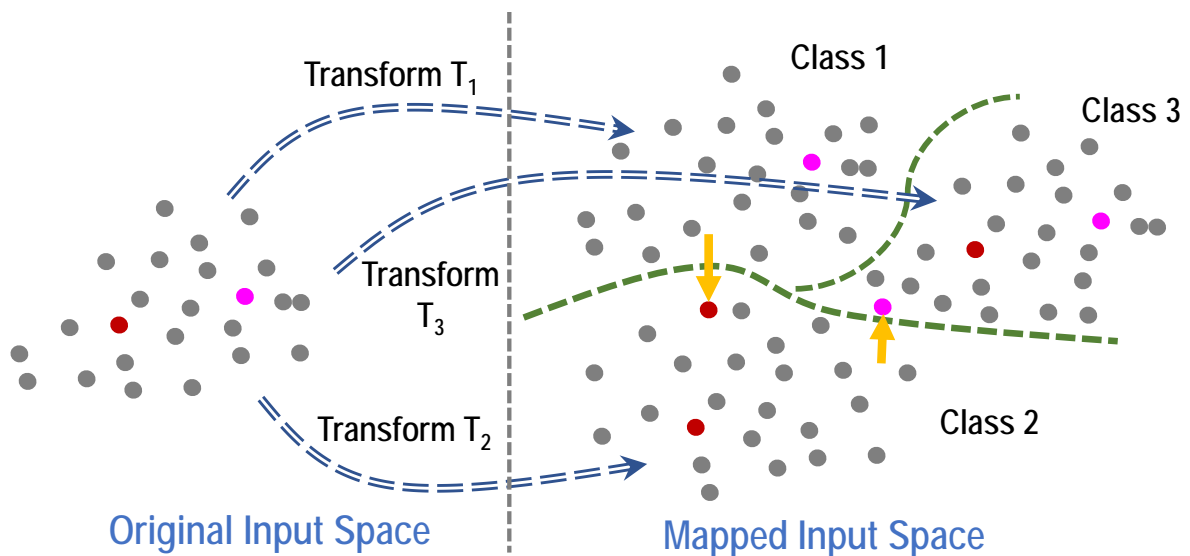 Transform T1
Class 1
Class 3
Transform
T3
Transform T2
Class 2
Original Input Space
Mapped Input Space